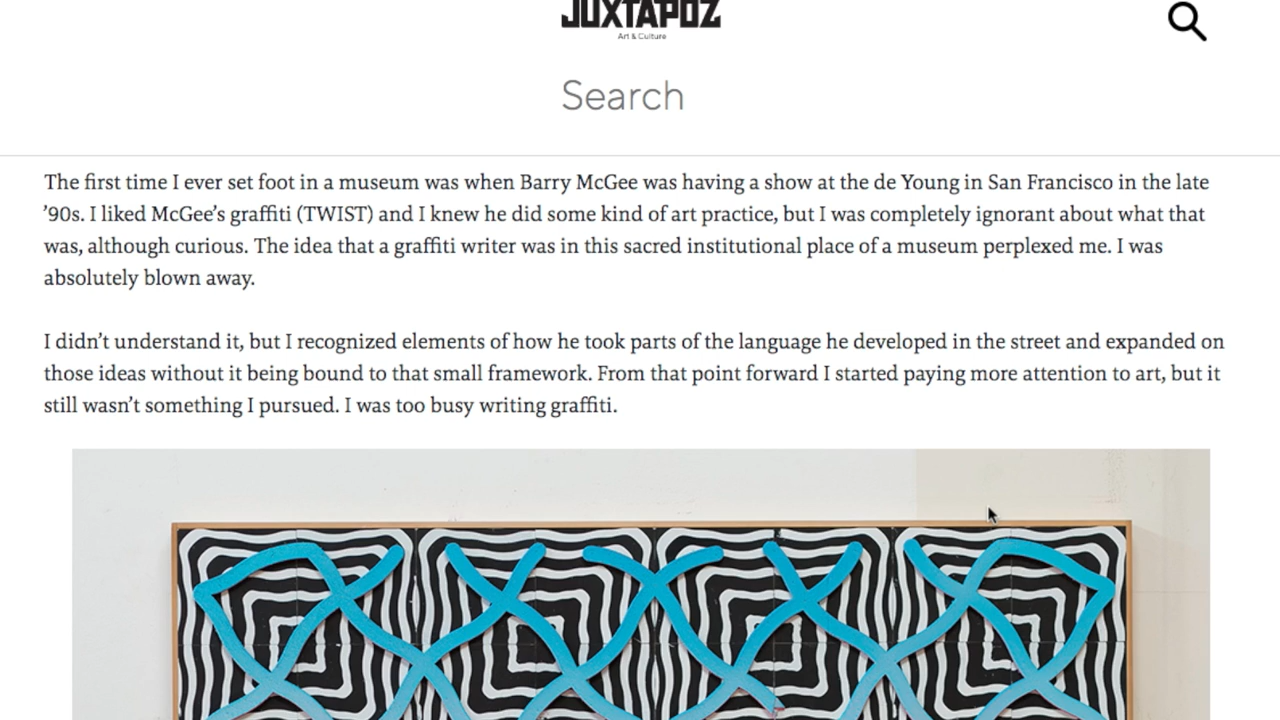 JUXTAPOZ
Art & Culture
Search
The first time I ever set foot in a museum was when Barry McGee was having a show at the de Young in San Francisco in the late
’90s. I liked McGee’s graffiti (TWIST) and I knew he did some kind of art practice, but I was completely ignorant about what that
was, although curious. The idea that a graffiti writer was in this sacred institutional place of a museum perplexed me. I was
absolutely blown away.
I didn’t understand it, but I recognized elements of how he took parts of the language he developed in the street and expanded on
those ideas without it being bound to that small framework. From that point forward I started paying more attention to art, but it
still wasn’t something I pursued. I was too busy writing graffiti.